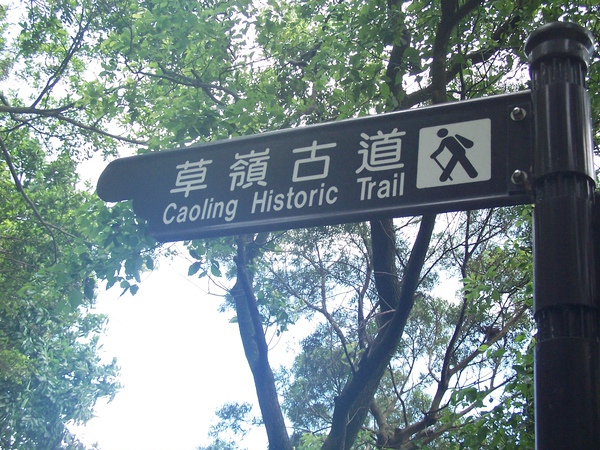 草嶺古道
Caoling Historic Trail